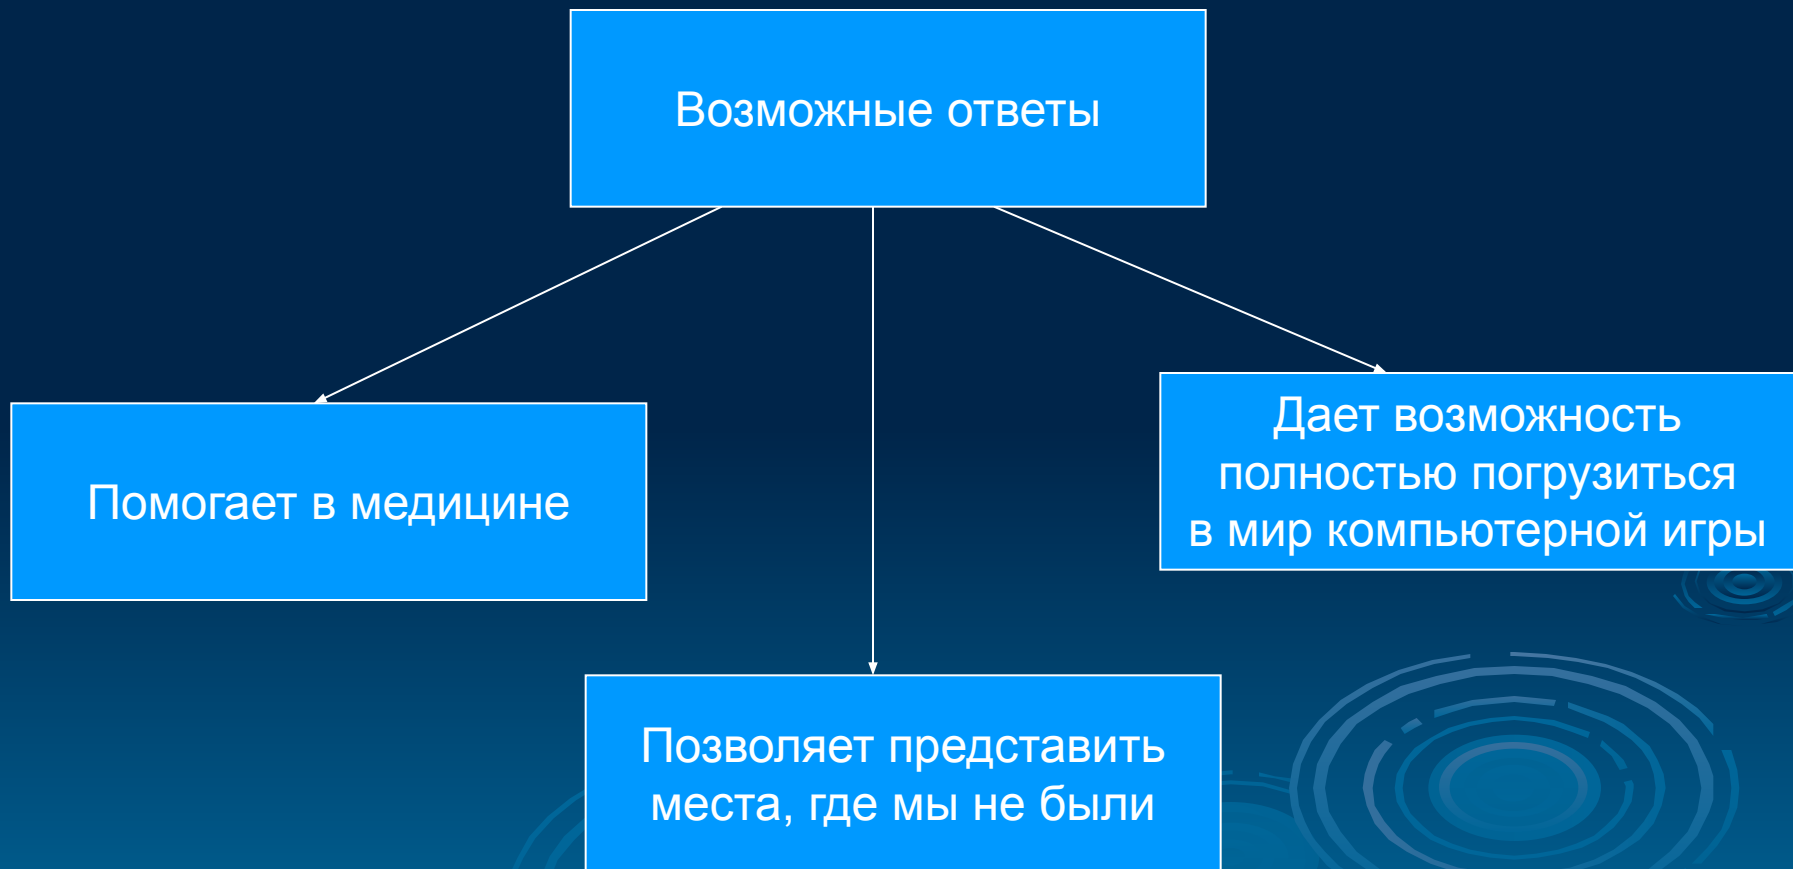 Возможные ответы
Помогает в медицине
Дает возможность
полностью погрузиться
в мир компьютерной игры
Позволяет представить
места, где мы не были